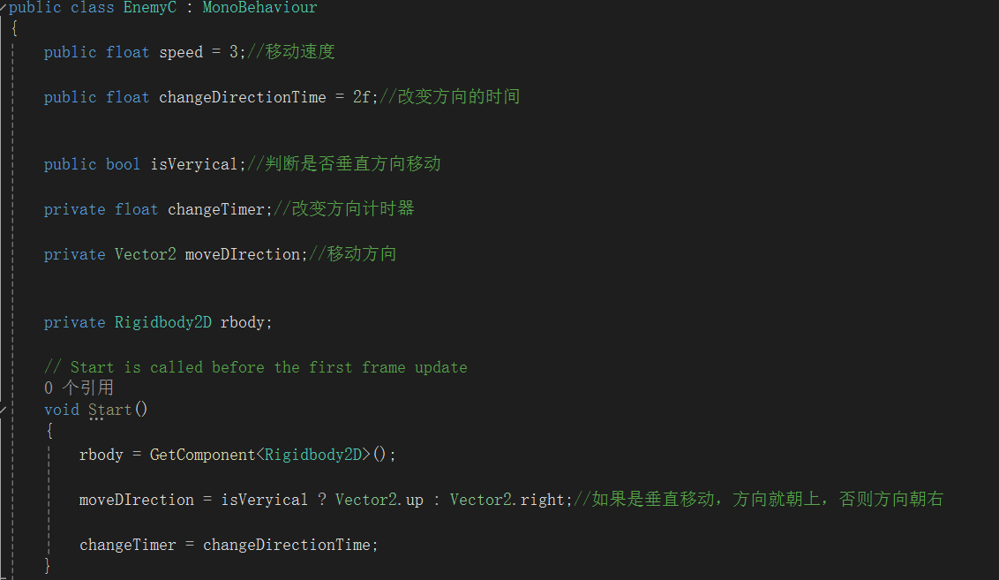 public class EnemyC : MonoBehaviour
{
public float speed = 3;//移动速度
public float changeDirectionTime = 2f;//改变方向的时间
public bool isVeryical;//判断是否垂直方向移动
private float changeTimer;//改变方向计时器
private Vector2 moveDIrection;//移动方向
private Rigidbody2D rbody;
// Start is called before the first frame update
0 个引用
void Start()
{
rbody = GetComponent<Rigidbody2D>();
moveDIrection = isVeryical ? Vector2.up : Vector2.right;//如果是垂直移动，方向就朝上，否则方向朝右
changeTimer = changeDirectionTime;
}